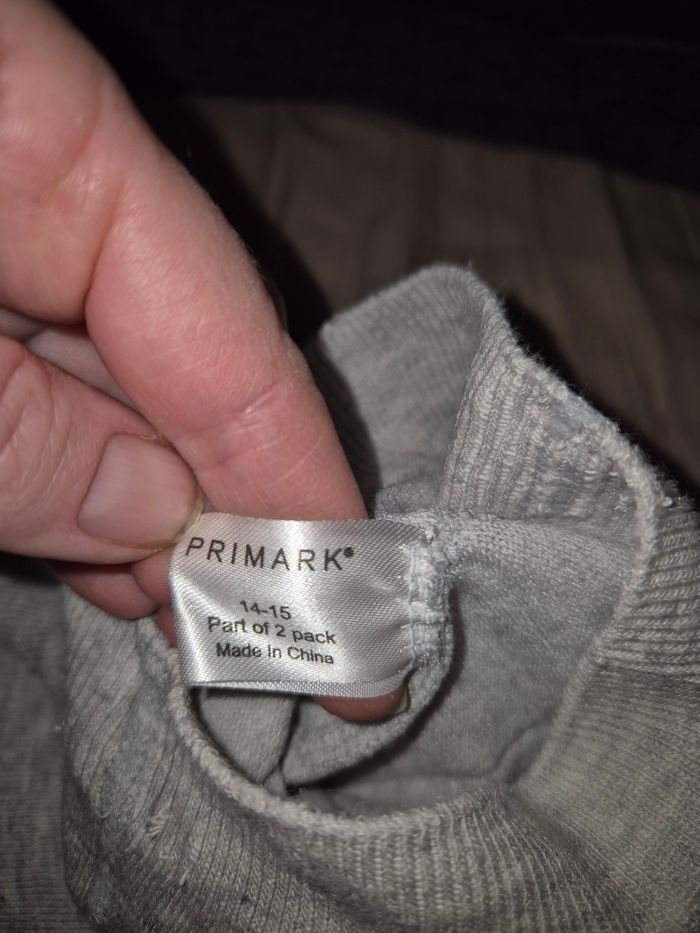 PRIMARK®
14-15
Part of 2 pack
Made In China